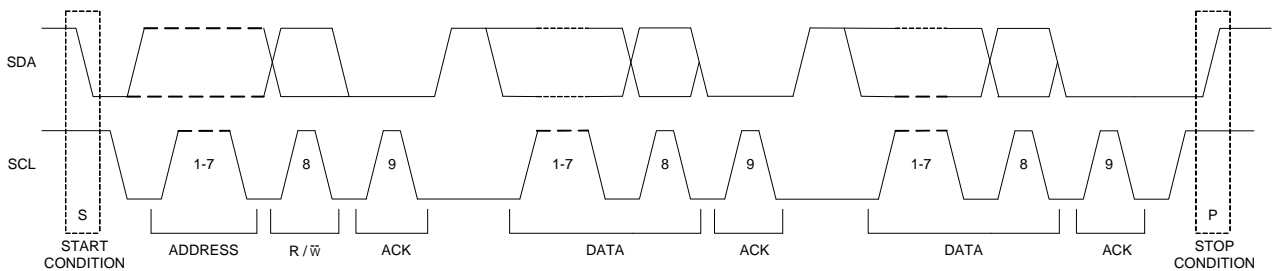 SDA
SCL
1-7
8
9
1-7
8
9
1-7
8
9
S
P
START
CONDITION
ADDRESS
R / W̅
ACK
DATA
ACK
DATA
ACK
STOP
CONDITION